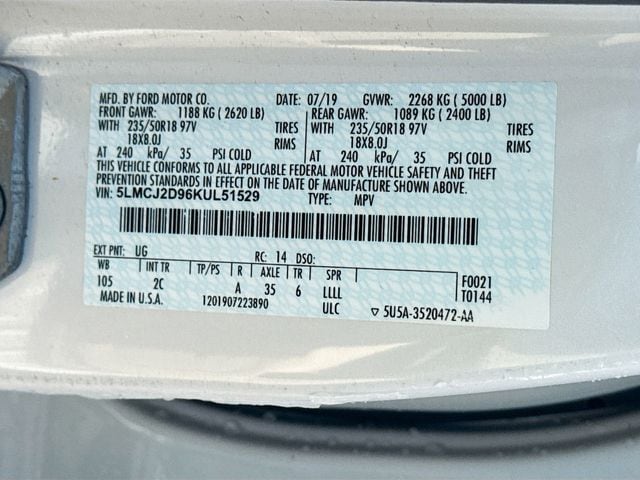 MFD. BY FORD MOTOR CO. DATE: 07/19 GVWR: 2268 KG ( 5000 LB)
FRONT GAWR: 1188 KG ( 2620 LB) REAR GAWR: 1089 KG ( 2400 LB)
WITH 235/50R18 97V TIRES WITH 235/50R18 97V TIRES
18X8.0J RIMS 18X8.0J RIMS
AT 240 kPa/ 35 PSI COLD AT 240 kPa/ 35 PSI COLD
THIS VEHICLE CONFORMS TO ALL APPLICABLE FEDERAL MOTOR VEHICLE SAFETY AND THEFT
PREVENTION STANDARDS IN EFFECT ON THE DATE OF MANUFACTURE SHOWN ABOVE.
VIN: 5LMCJ2D96KUL51529 TYPE: MPV
EXT PNT: UG RC: 14 DSO: F0021
WB INT TR TP/PS R AXLE TR SPR T0144
105 2C A 35 6 LLLL
MADE IN U.S.A. 1201907223890 ULC ▽ 5U5A-3520472-AA